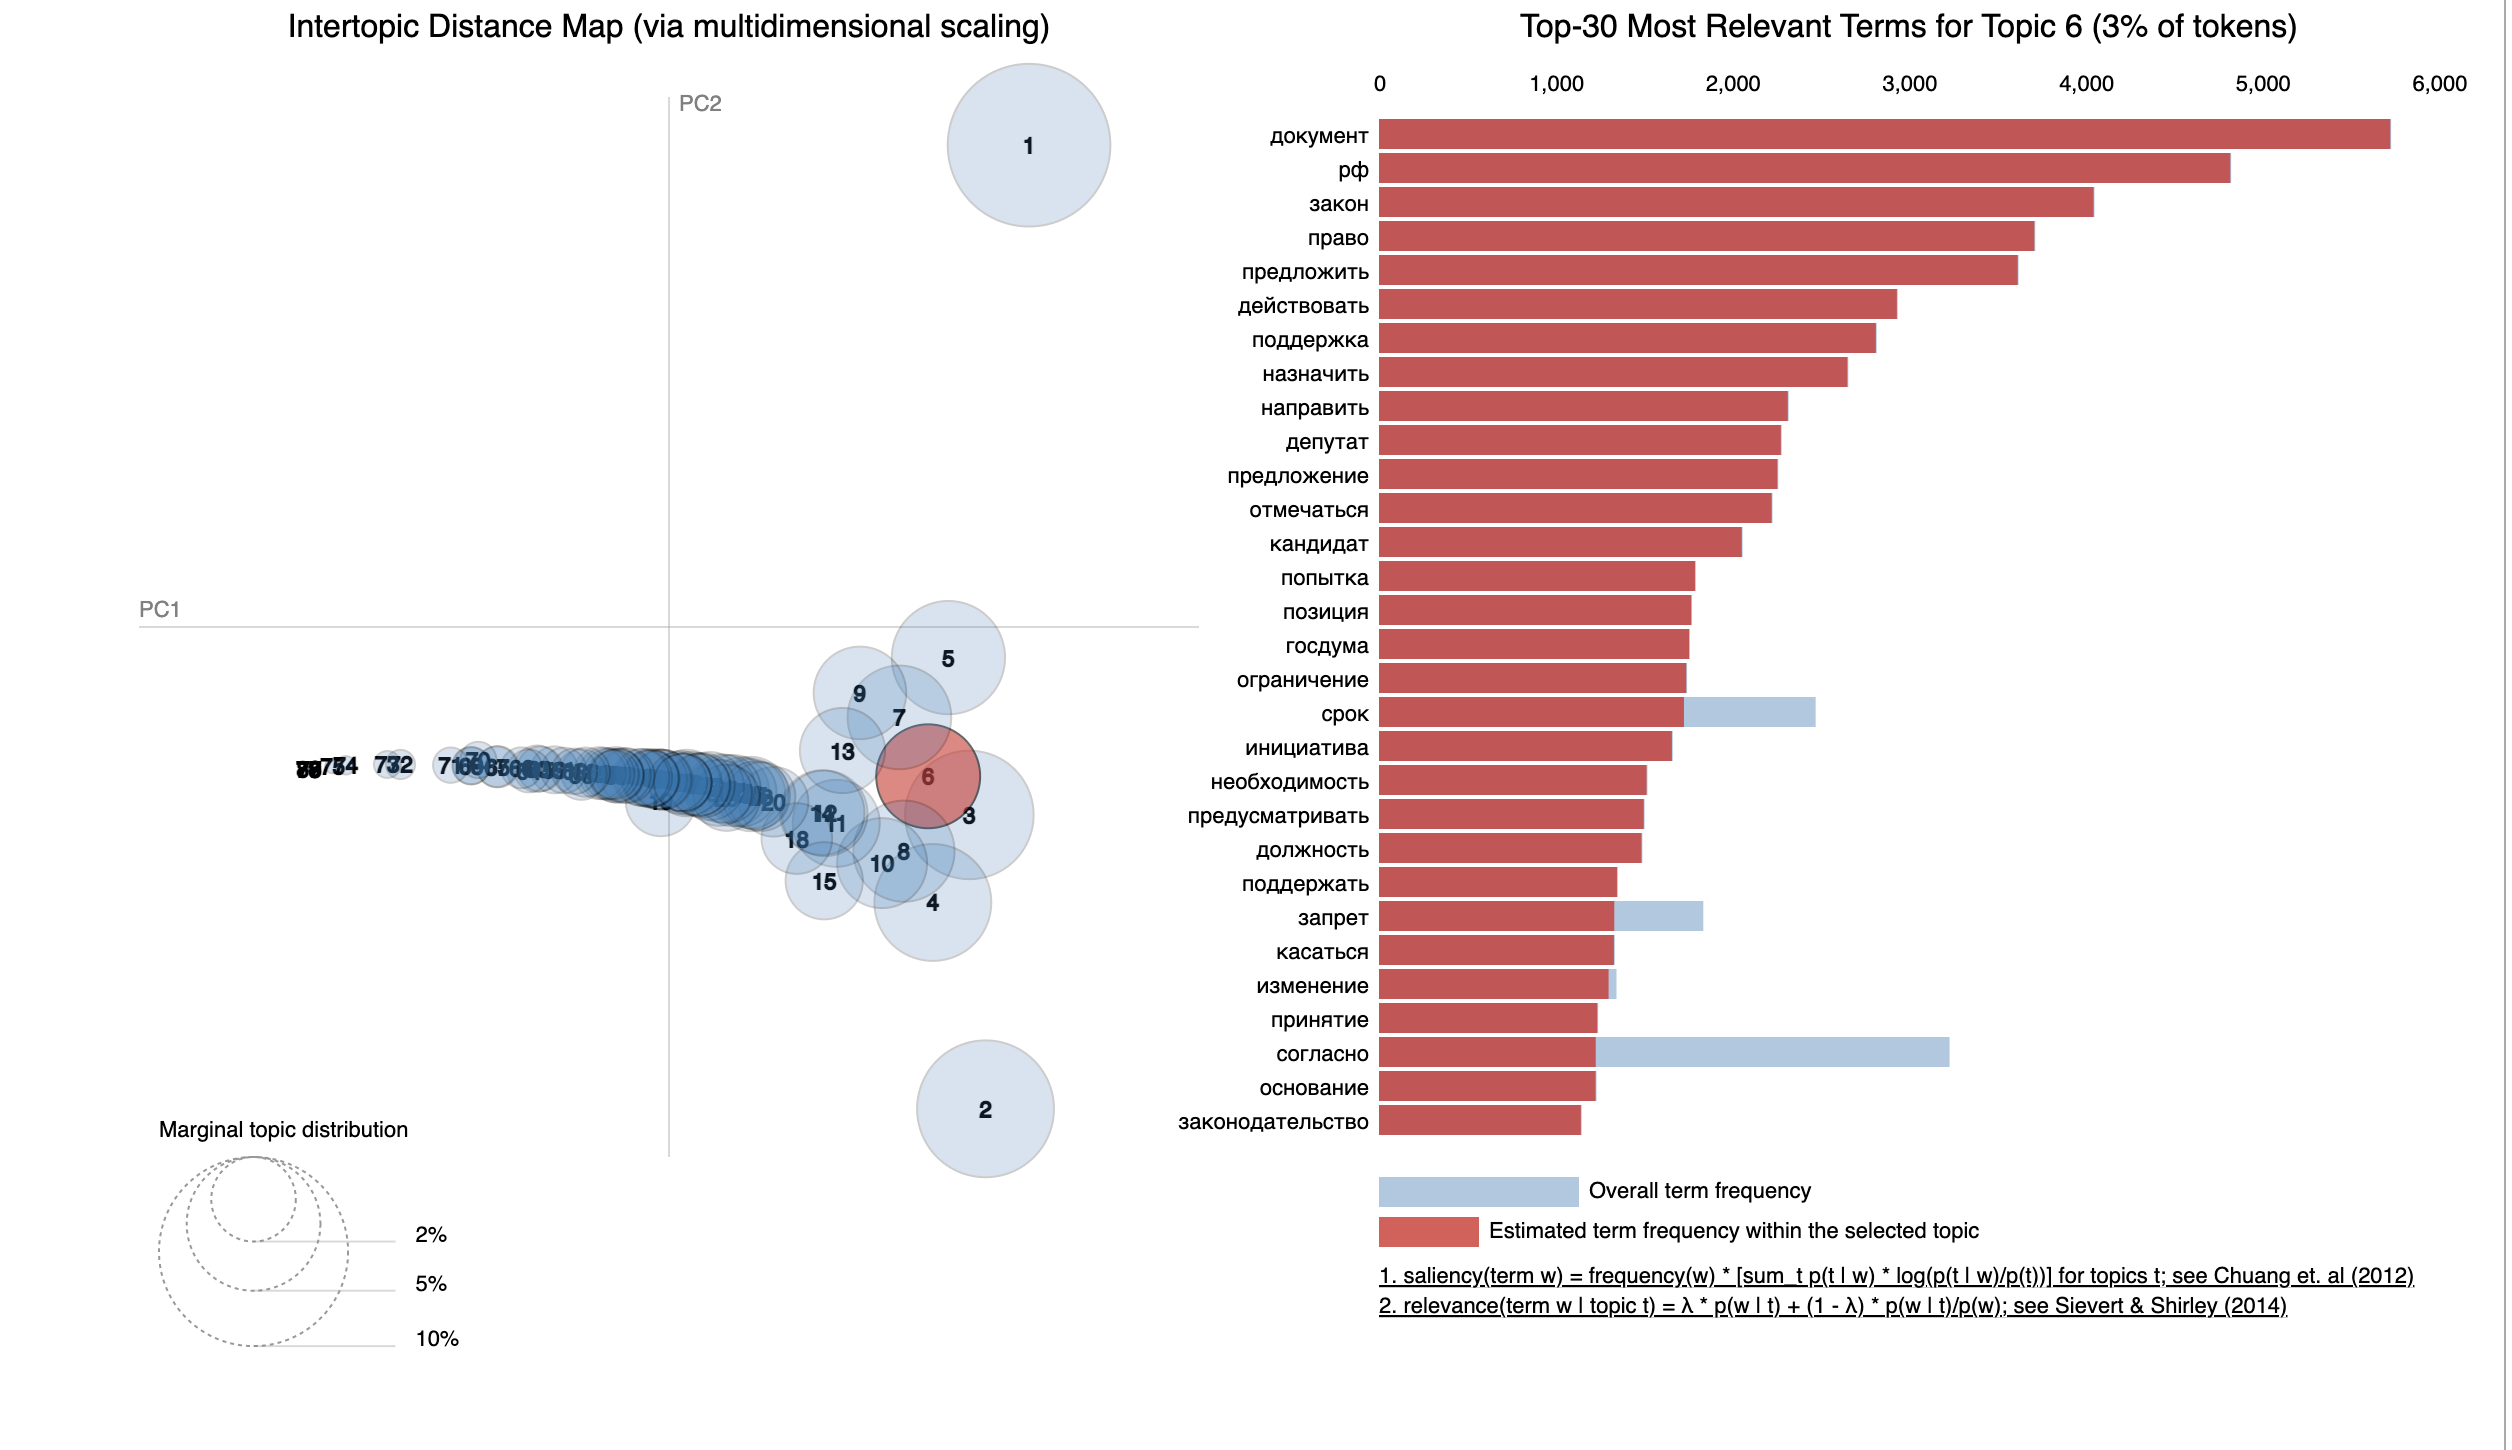 Intertopic Distance Map (via multidimensional scaling)
PC2
PC1
1
5
9
7
13
6
3
20
12
11
18
8
10
15
4
2
70
74
72
Marginal topic distribution
2%
5%
10%
Top-30 Most Relevant Terms for Topic 6 (3% of tokens)
0 1,000 2,000 3,000 4,000 5,000 6,000
документ
рф
закон
право
предложить
действовать
поддержка
назначить
направить
депутат
предложение
отмечаться
кандидат
попытка
позиция
госдума
ограничение
срок
инициатива
необходимость
предусматривать
должность
поддержать
запрет
касаться
изменение
принятие
согласно
основание
законодательство
Overall term frequency
Estimated term frequency within the selected topic
1. saliency(term w) = frequency(w) * [sum_t p(t | w) * log(p(t | w)/p(t))] for topics t; see Chuang et. al (2012)
2. relevance(term w | topic t) = λ * p(w | t) + (1 - λ) * p(w | t)/p(w); see Sievert & Shirley (2014)